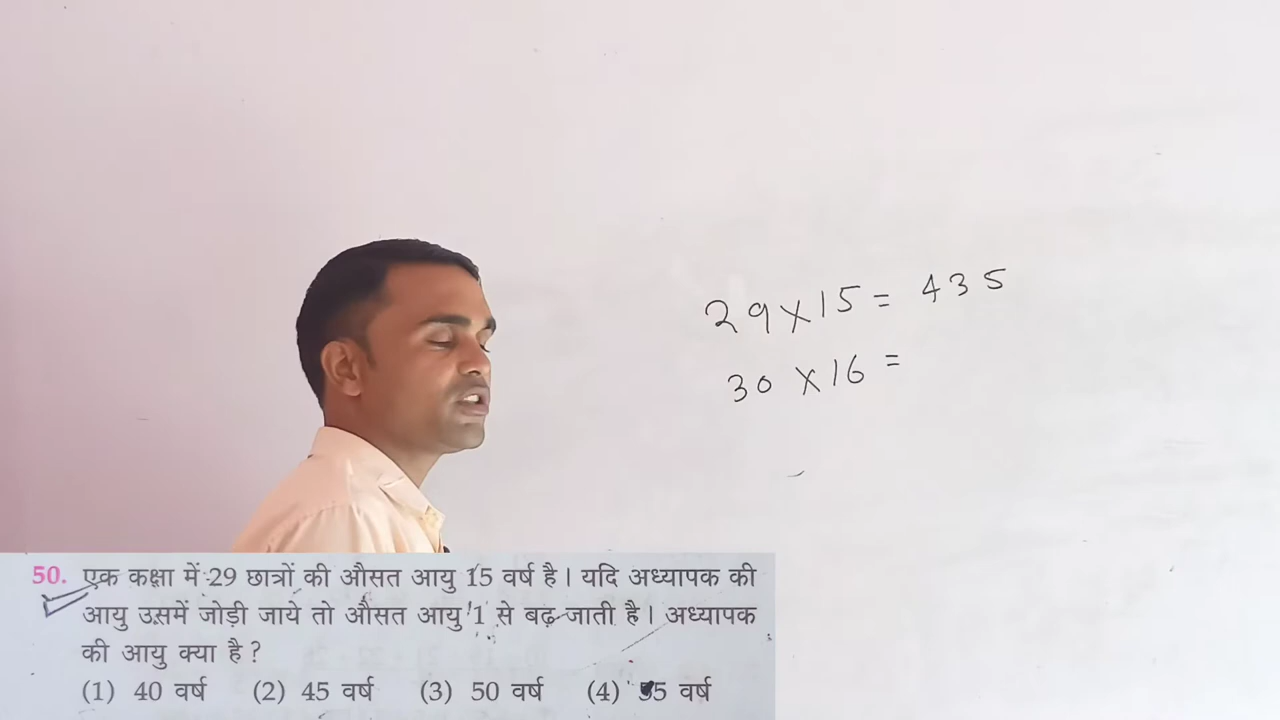 29×15 = 435
30 ×16 =
50. एक कक्षा में 29 छात्रों की औसत आयु 15 वर्ष है। यदि अध्यापक की
आयु उसमें जोड़ी जाये तो औसत आयु 1 से बढ़ जाती है। अध्यापक
की आयु क्या है ?
(1) 40 वर्ष (2) 45 वर्ष (3) 50 वर्ष (4) 55 वर्ष